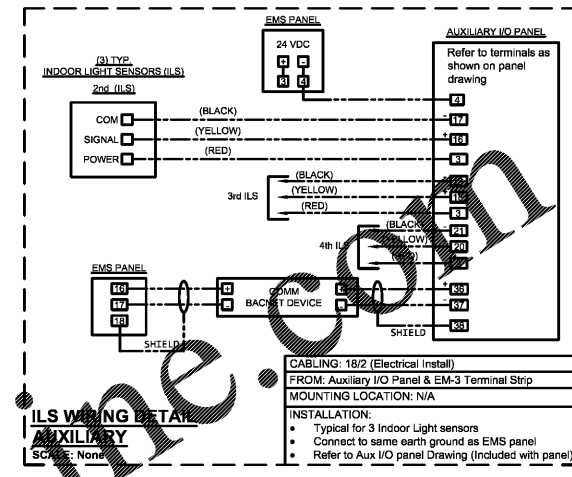 EMS PANEL
24 VDC
+ -
3 4
AUXILIARY I/O PANEL
Refer to terminals as
shown on panel
drawing
(3) TYP.
INDOOR LIGHT SENSORS (ILS)
2nd (ILS)
COM
SIGNAL
POWER
(BLACK)
(YELLOW)
(RED)
4
- 17
+ 16
3
3rd ILS
(BLACK)
(YELLOW)
(RED)
3
4th ILS
(BLACK)
(YELLOW)
(RED)
- 21
20
EMS PANEL
16
17
18
+
-
COMM
BACNET DEVICE
+
-
+ 36
- 37
38
SHIELD
SHIELD
CABLING: 18/2 (Electrical Install)
FROM: Auxiliary I/O Panel & EM-3 Terminal Strip
MOUNTING LOCATION: N/A
INSTALLATION:
• Typical for 3 Indoor Light sensors
• Connect to same earth ground as EMS panel
• Refer to Aux I/O panel Drawing (Included with panel)
ILS WIRING DETAIL
AUXILIARY
SCALE: None
ine.com